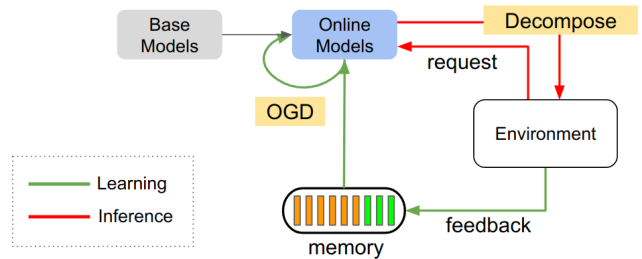 Base
Models
Online
Models
Decompose
request
OGD
Environment
Learning
Inference
feedback
memory